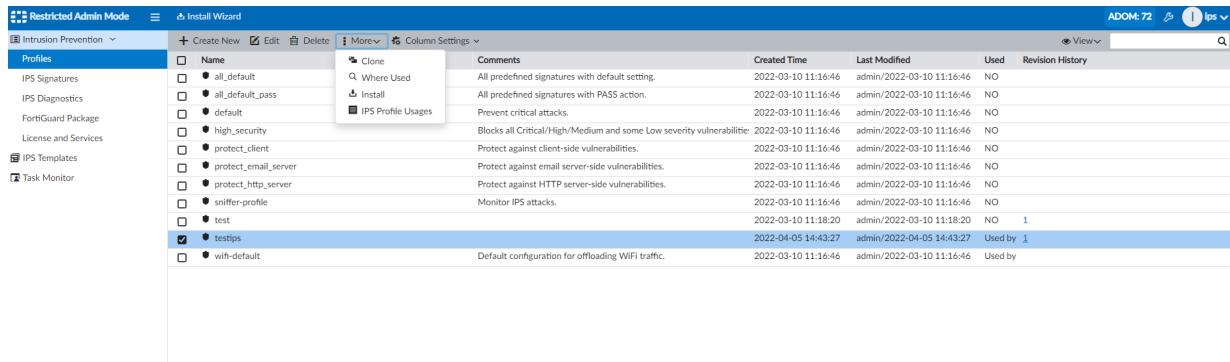 Restricted Admin Mode Install Wizard ADOM: 72 I ips
Intrusion Prevention + Create New Edit Delete More Column Settings View
Profiles Name Comments Created Time Last Modified Used Revision History
Clone
IPS Signatures all_default All predefined signatures with default setting. 2022-03-10 11:16:46 admin/2022-03-10 11:16:46 NO
Where Used
IPS Diagnostics all_default_pass All predefined signatures with PASS action. 2022-03-10 11:16:46 admin/2022-03-10 11:16:46 NO
Install
FortiGuard Package default Prevent critical attacks. 2022-03-10 11:16:46 admin/2022-03-10 11:16:46 NO
IPS Profile Usages
License and Services high_security Blocks all Critical/High/Medium and some Low severity vulnerabilitie 2022-03-10 11:16:46 admin/2022-03-10 11:16:46 NO
IPS Templates protect_client Protect against client-side vulnerabilities. 2022-03-10 11:16:46 admin/2022-03-10 11:16:46 NO
Task Monitor protect_email_server Protect against email server-side vulnerabilities. 2022-03-10 11:16:46 admin/2022-03-10 11:16:46 NO
protect_http_server Protect against HTTP server-side vulnerabilities. 2022-03-10 11:16:46 admin/2022-03-10 11:16:46 NO
sniffer-profile Monitor IPS attacks. 2022-03-10 11:16:46 admin/2022-03-10 11:16:46 NO
test 2022-03-10 11:18:20 admin/2022-03-10 11:18:20 NO 1
testips 2022-04-05 14:43:27 admin/2022-04-05 14:43:27 Used by 1
wifi-default Default configuration for offloading WiFi traffic. 2022-03-10 11:16:46 admin/2022-03-10 11:16:46 Used by